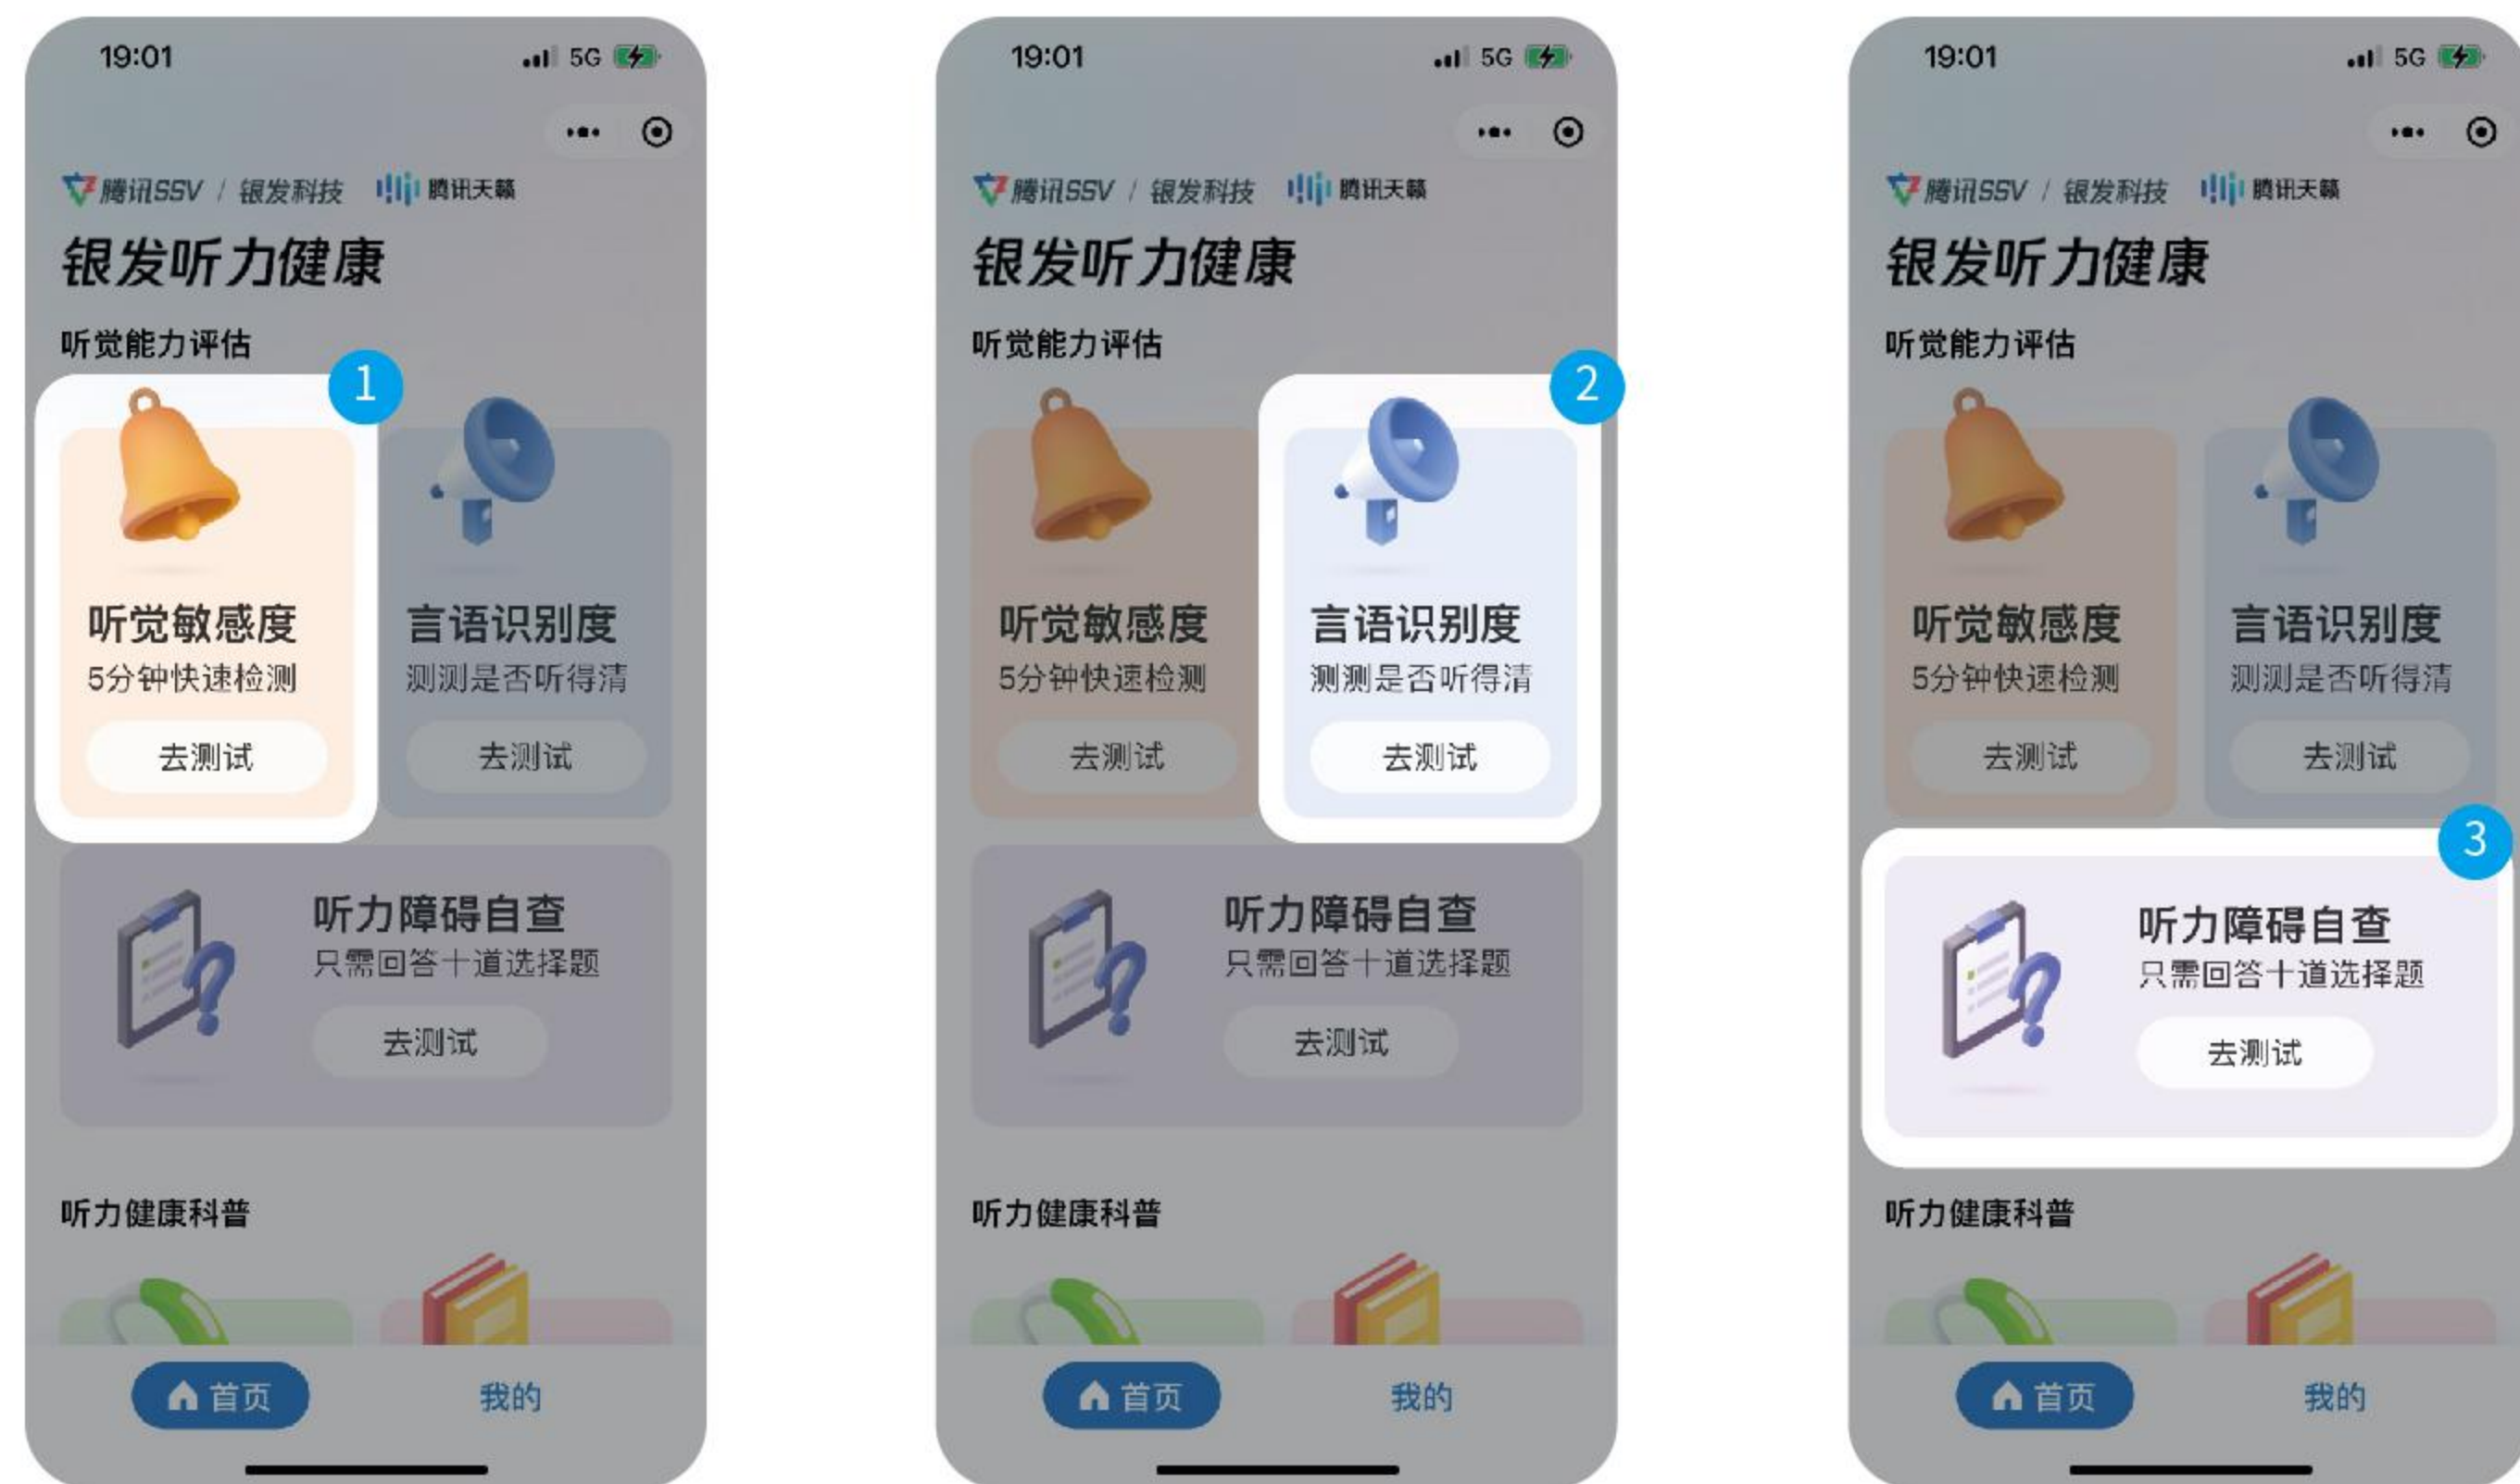 19:01
5G
腾讯SSV / 银发科技 腾讯天籁
银发听力健康
听觉能力评估
1
听觉敏感度
5分钟快速检测
去测试
言语识别度
测测是否听得清
去测试
听力障碍自查
只需回答十道选择题
去测试
听力健康科普
首页
我的
19:01
5G
腾讯SSV / 银发科技 腾讯天籁
银发听力健康
听觉能力评估
2
听觉敏感度
5分钟快速检测
去测试
言语识别度
测测是否听得清
去测试
听力障碍自查
只需回答十道选择题
去测试
听力健康科普
首页
我的
19:01
5G
腾讯SSV / 银发科技 腾讯天籁
银发听力健康
听觉能力评估
听觉敏感度
5分钟快速检测
去测试
言语识别度
测测是否听得清
去测试
3
听力障碍自查
只需回答十道选择题
去测试
听力健康科普
首页
我的